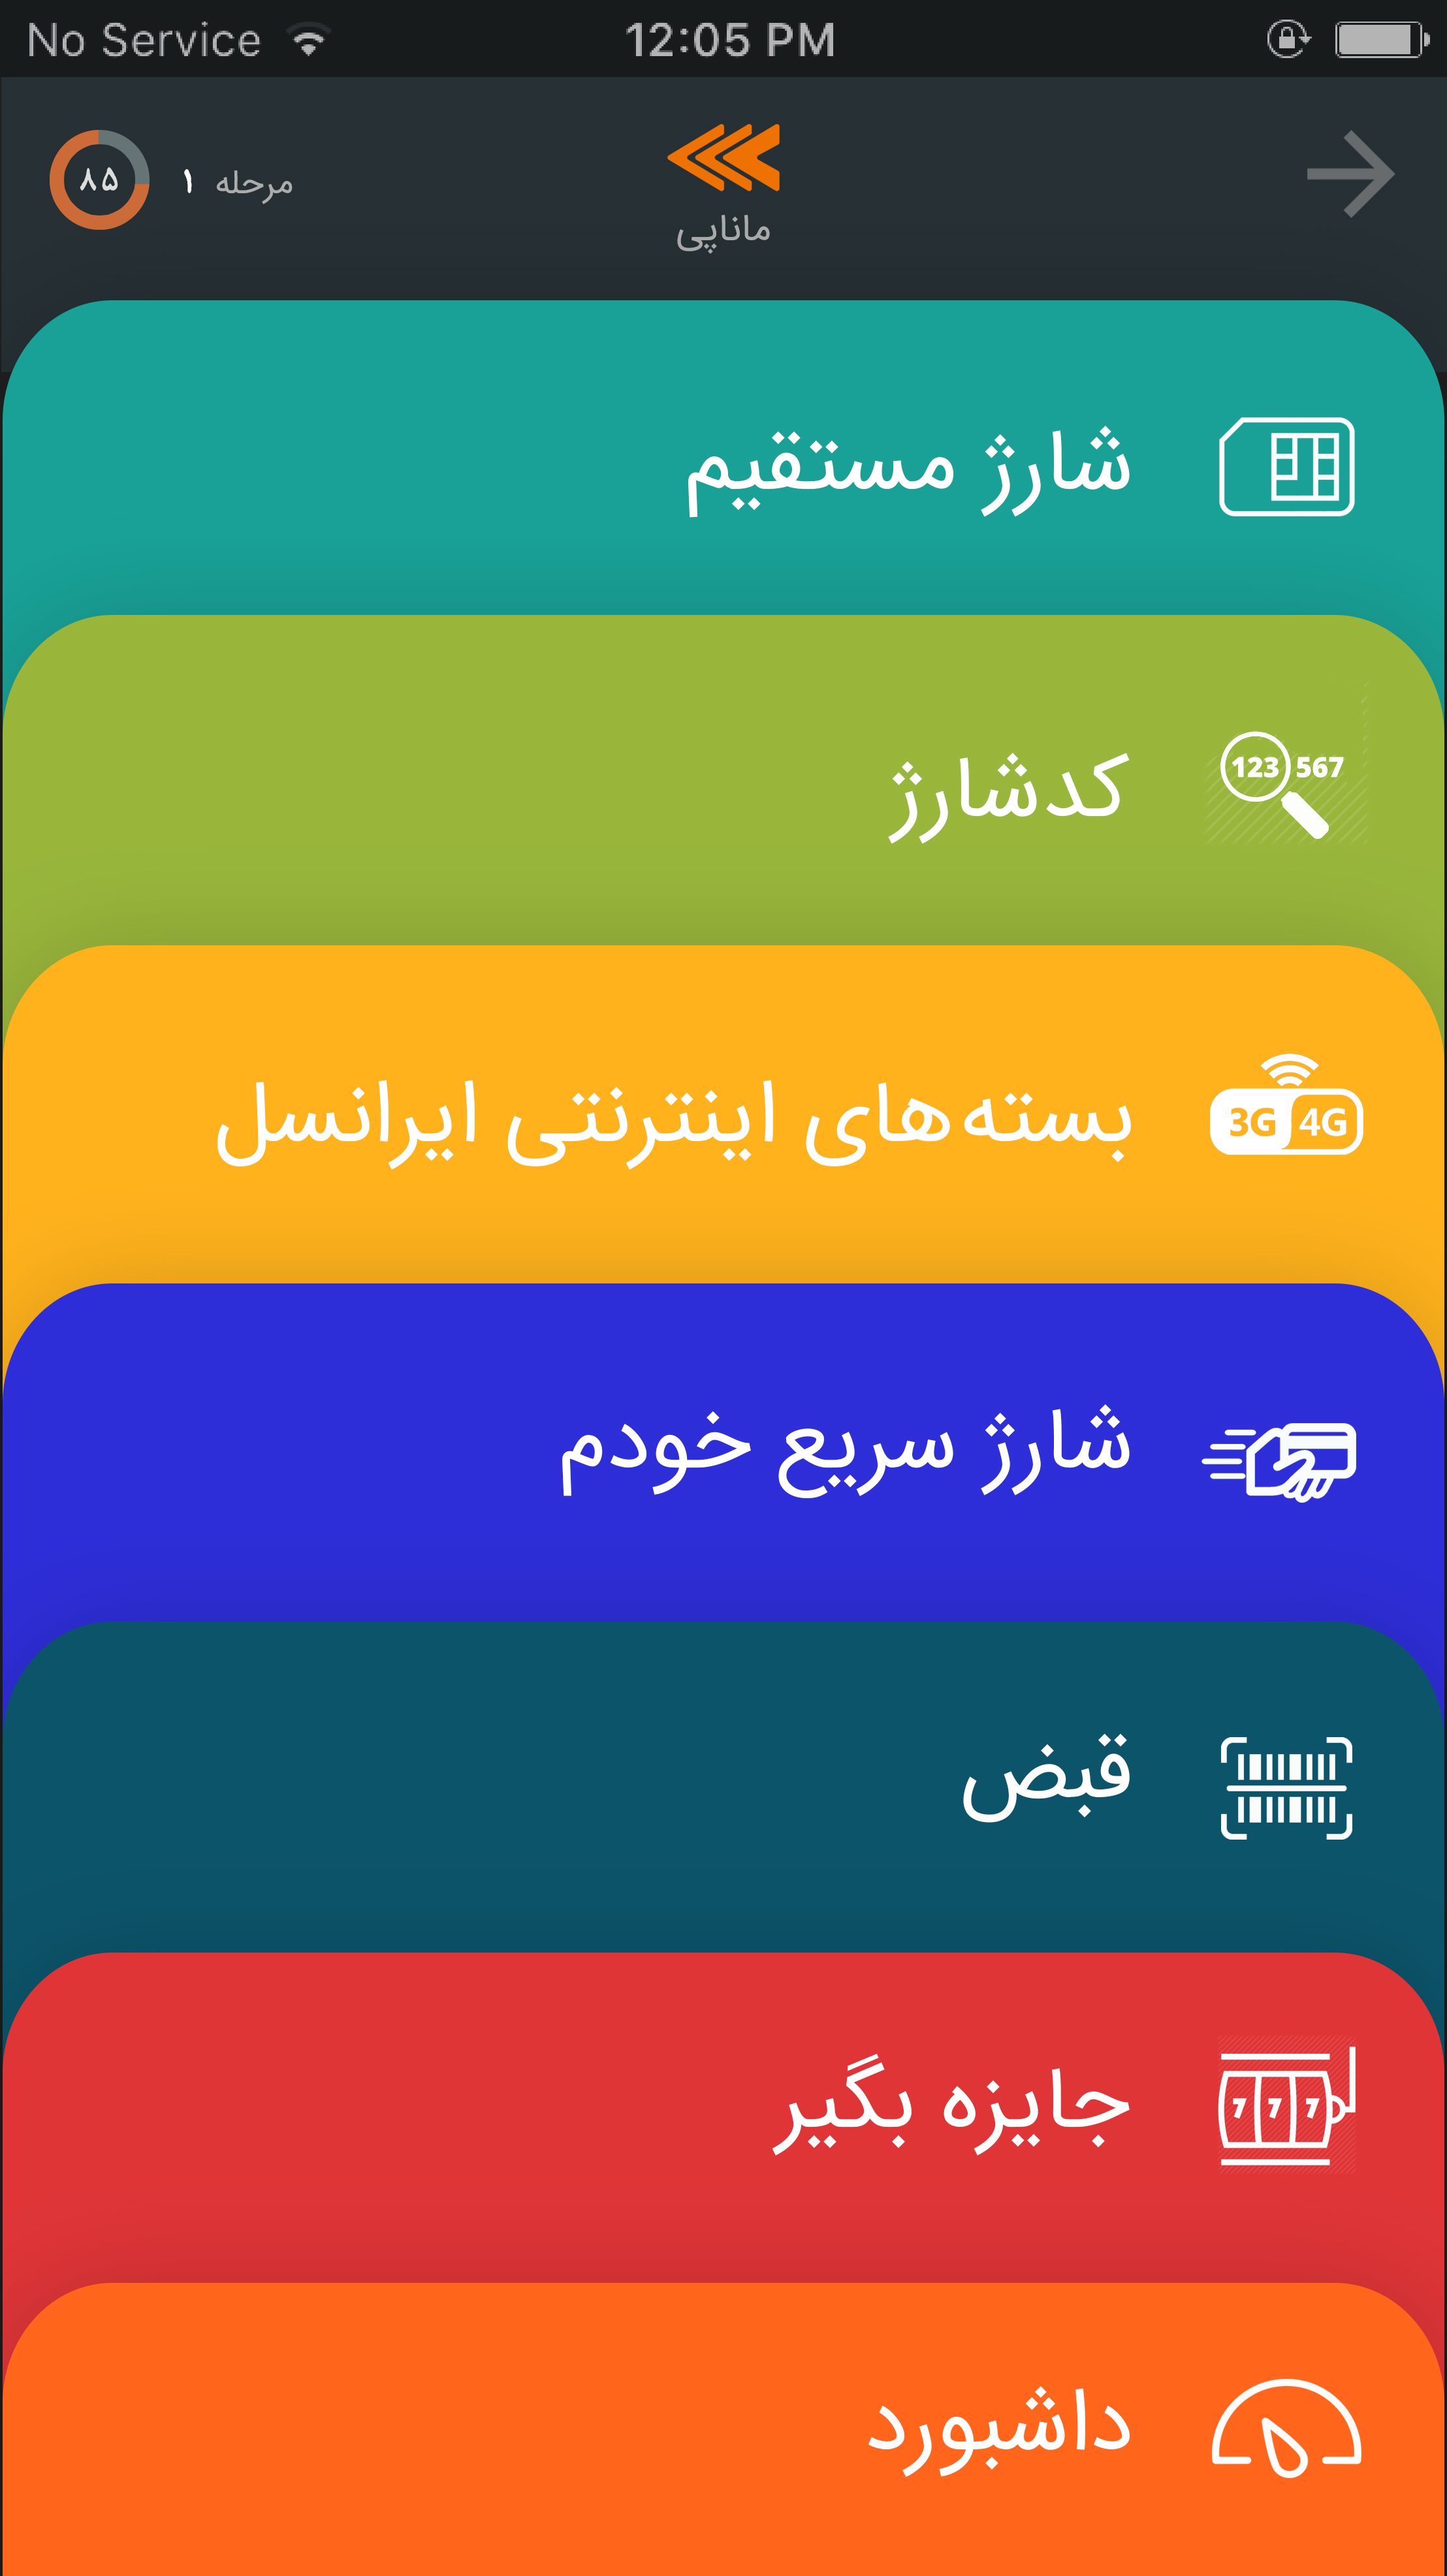 No Service 12:05 PM
مرحله ۱ ۸۵
ماناپی
شارژ مستقیم
123 567
کدشارژ
3G 4G
بسته‌های اینترنتی ایرانسل
شارژ سریع خودم
قبض
7 7 7
جایزه بگیر
داشبورد